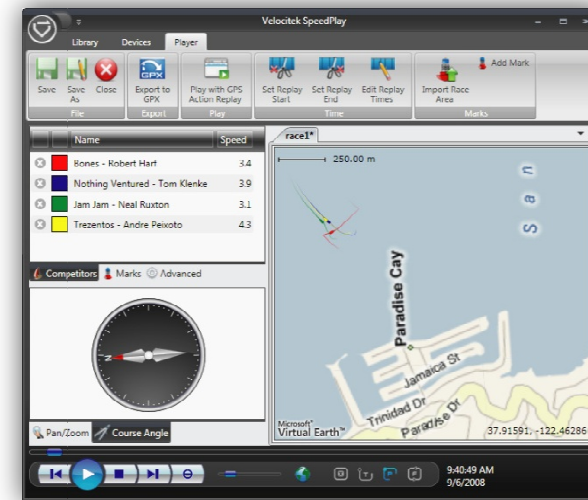 Velocitek SpeedPlay
Library Devices Player
Save Save As Close Export to GPX Play with GPS Action Replay Set Replay Start Set Replay End Edit Replay Times Import Race Area Add Mark
File Export Play Time Marks
Name Speed
Bones - Robert Hart 3.4
Nothing Ventured - Tom Klenke 3.9
Jam Jam - Neal Ruxton 3.1
Trezentos - Andre Peixoto 4.3
Competitors Marks Advanced
N
Pan/Zoom Course Angle
race1*
250.00 m
San
Paradise Cay
Jamaica St
Trinidad Dr
Paradise Dr
Microsoft®
Virtual Earth™
37.91591, -122.46286
9:40:49 AM
9/6/2008